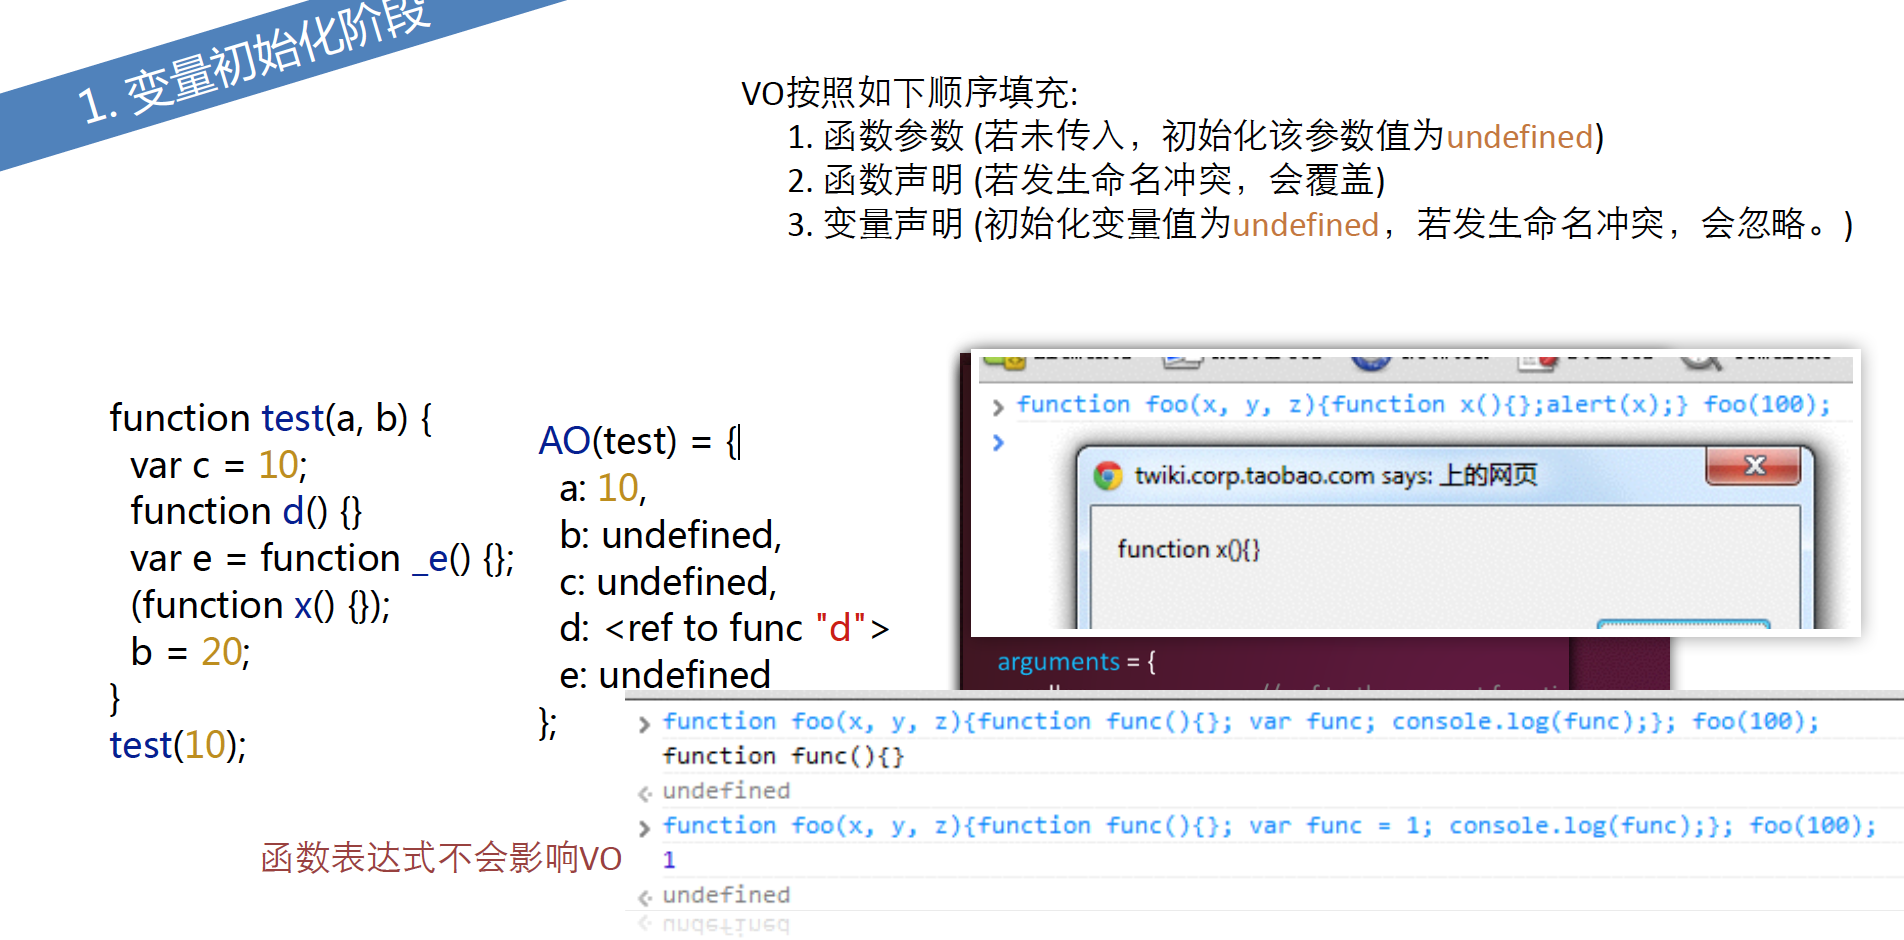 1. 变量初始化阶段
VO按照如下顺序填充:
1. 函数参数 (若未传入，初始化该参数值为undefined)
2. 函数声明 (若发生命名冲突，会覆盖)
3. 变量声明 (初始化变量值为undefined，若发生命名冲突，会忽略。)
function test(a, b) {
var c = 10;
function d() {}
var e = function _e() {};
(function x() {});
b = 20;
}
test(10);
AO(test) = {
a: 10,
b: undefined,
c: undefined,
d: <ref to func "d">
e: undefined
};
function foo(x, y, z){function x(){};alert(x);} foo(100);
twiki.corp.taobao.com says: 上的网页
function x(){}
arguments = {
function foo(x, y, z){function func(){}; var func; console.log(func);}; foo(100);
function func(){}
undefined
function foo(x, y, z){function func(){}; var func = 1; console.log(func);}; foo(100);
1
undefined
函数表达式不会影响VO